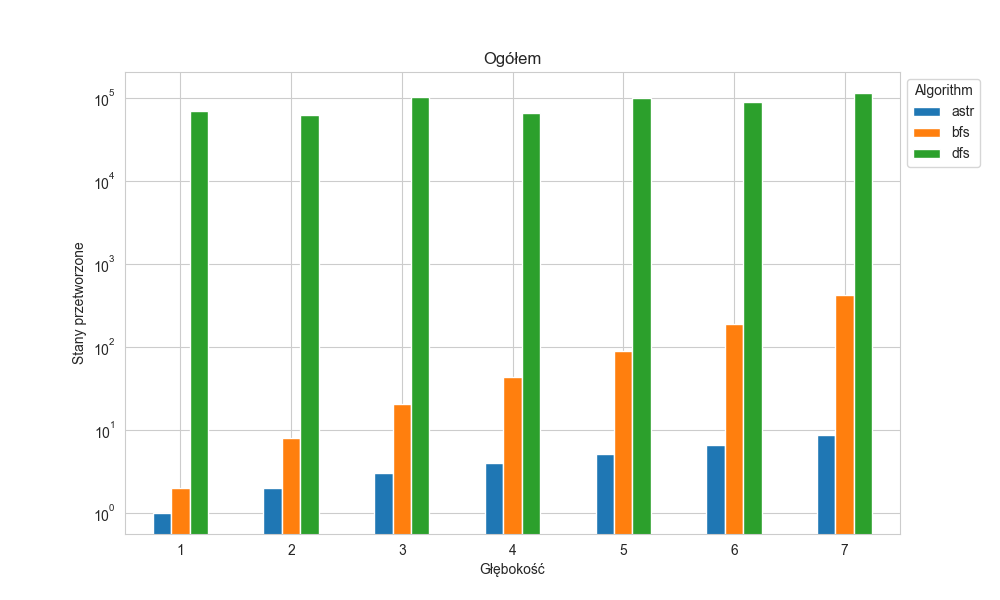 Ogółem
Algorithm
astr
bfs
dfs
Stany przetworzone
10^5
10^4
10^3
10^2
10^1
10^0
1 2 3 4 5 6 7
Głębokość